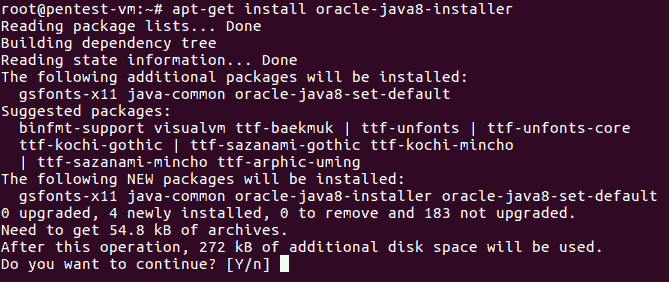 root@pentest-vm:~# apt-get install oracle-java8-installer
Reading package lists... Done
Building dependency tree
Reading state information... Done
The following additional packages will be installed:
  gsfonts-x11 java-common oracle-java8-set-default
Suggested packages:
  binfmt-support visualvm ttf-baekmuk | ttf-unfonts | ttf-unfonts-core
  ttf-kochi-gothic | ttf-sazanami-gothic ttf-kochi-mincho
  | ttf-sazanami-mincho ttf-arphic-uming
The following NEW packages will be installed:
  gsfonts-x11 java-common oracle-java8-installer oracle-java8-set-default
0 upgraded, 4 newly installed, 0 to remove and 183 not upgraded.
Need to get 54.8 kB of archives.
After this operation, 272 kB of additional disk space will be used.
Do you want to continue? [Y/n]